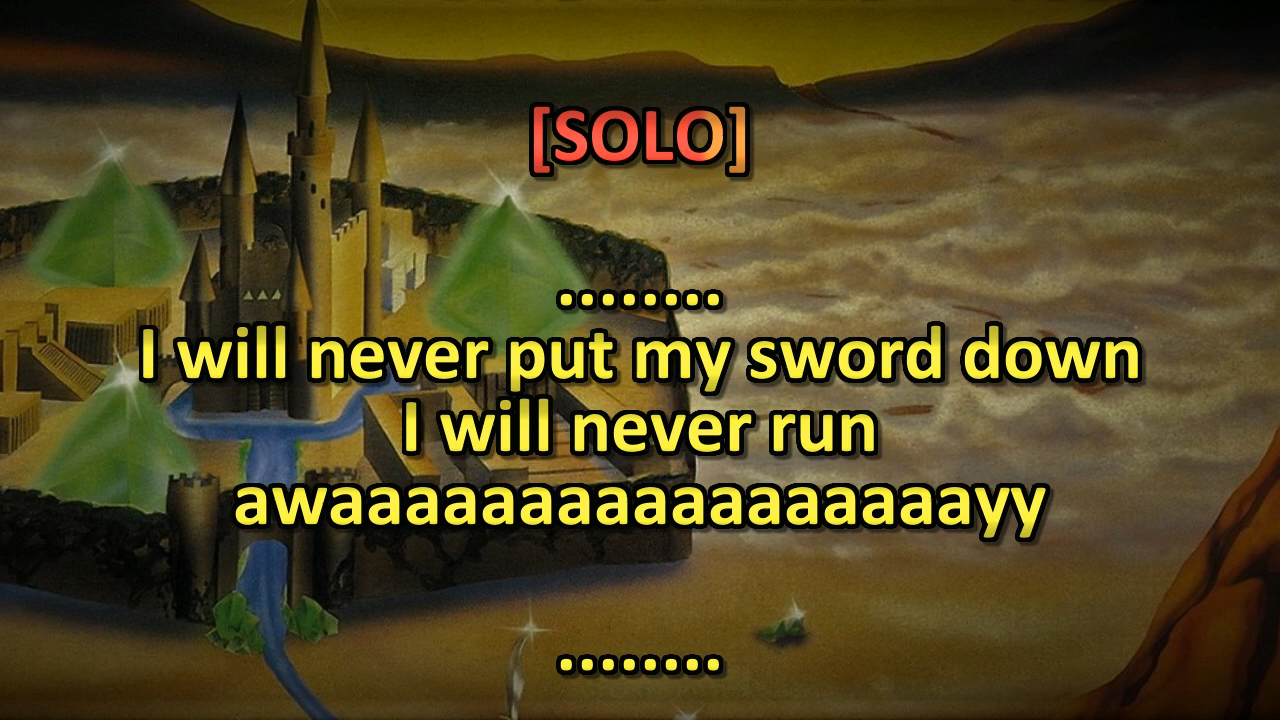 [SOLO]
........
I will never put my sword down
I will never run
awaaaaaaaaaaaaaaaaaayy
........